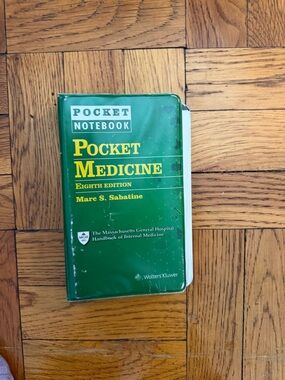 POCKET
NOTEBOOK
POCKET
MEDICINE
EIGHTH EDITION
Marc S. Sabatine
The Massachusetts General Hospital
Handbook of Internal Medicine
Wolters Kluwer